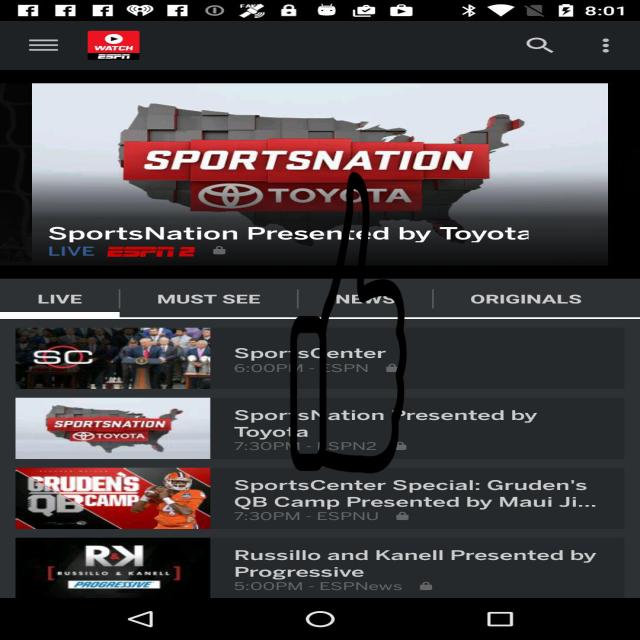 8:01
WATCH
ESPN
SPORTSNATION
TOYOTA
SportsNation Presented by Toyota
LIVE ESPN 2
LIVE MUST SEE NEWS ORIGINALS
SC
SportsCenter
6:00PM - ESPN
SPORTSNATION
TOYOTA
SportsNation Presented by
Toyota
7:30PM - ESPN2
GRUDEN'S
QB CAMP
SportsCenter Special: Gruden's
QB Camp Presented by Maui Ji...
7:30PM - ESPNU
R&K
RUSSILLO & KANELL
PROGRESSIVE
Russillo and Kanell Presented by
Progressive
5:00PM - ESPNews